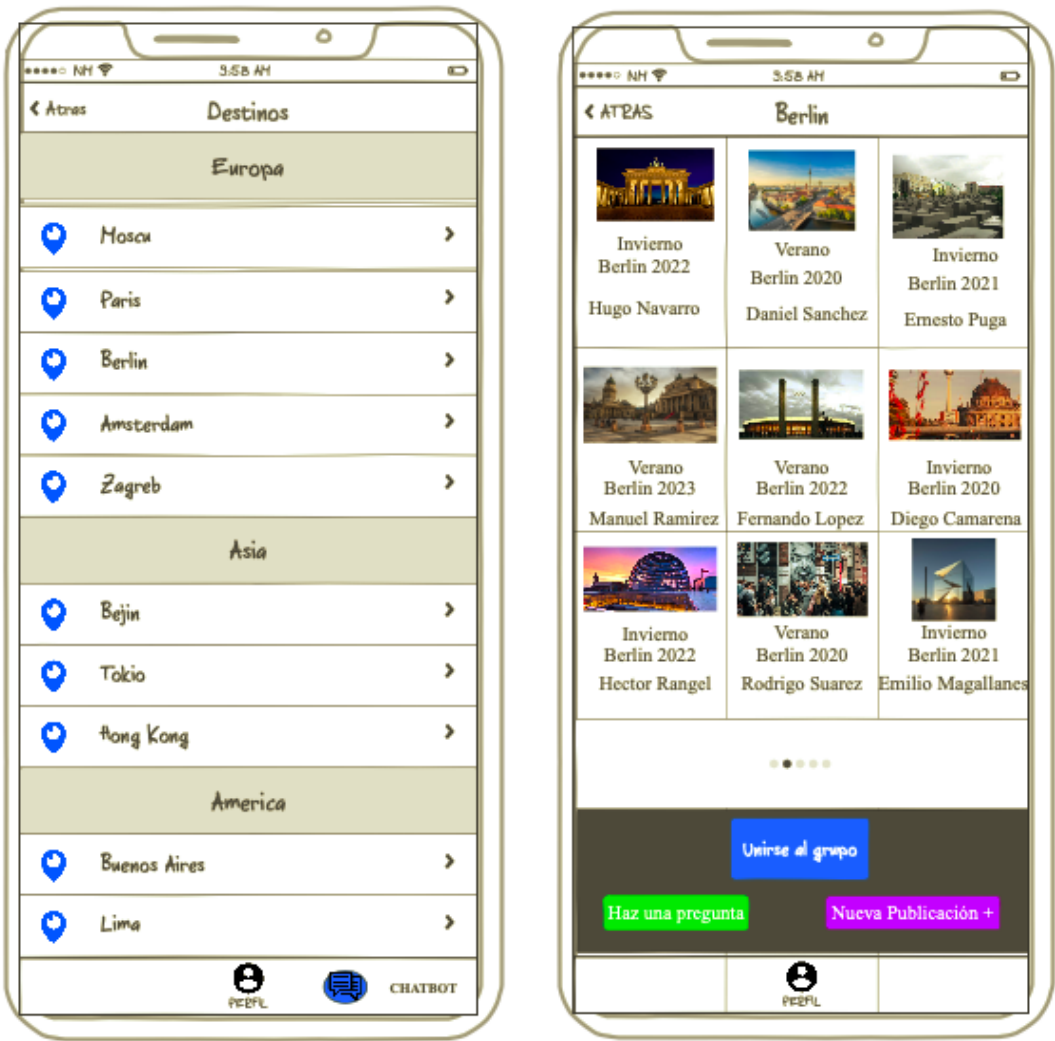 NM
9:58 AM
Atras
Destinos
Europa
Moscu
Paris
Berlin
Amsterdam
Zagreb
Asia
Bejin
Tokio
Hong Kong
America
Buenos Aires
Lima
PERFIL
CHATBOT
NM
9:58 AM
ATRAS
Berlin
Invierno
Berlin 2022
Hugo Navarro
Verano
Berlin 2020
Daniel Sanchez
Invierno
Berlin 2021
Ernesto Puga
Verano
Berlin 2023
Manuel Ramirez
Verano
Berlin 2022
Fernando Lopez
Invierno
Berlin 2020
Diego Camarena
Invierno
Berlin 2022
Hector Rangel
Verano
Berlin 2020
Rodrigo Suarez
Invierno
Berlin 2021
Emilio Magallanes
Unirse al grupo
Haz una pregunta
Nueva Publicación +
PERFIL